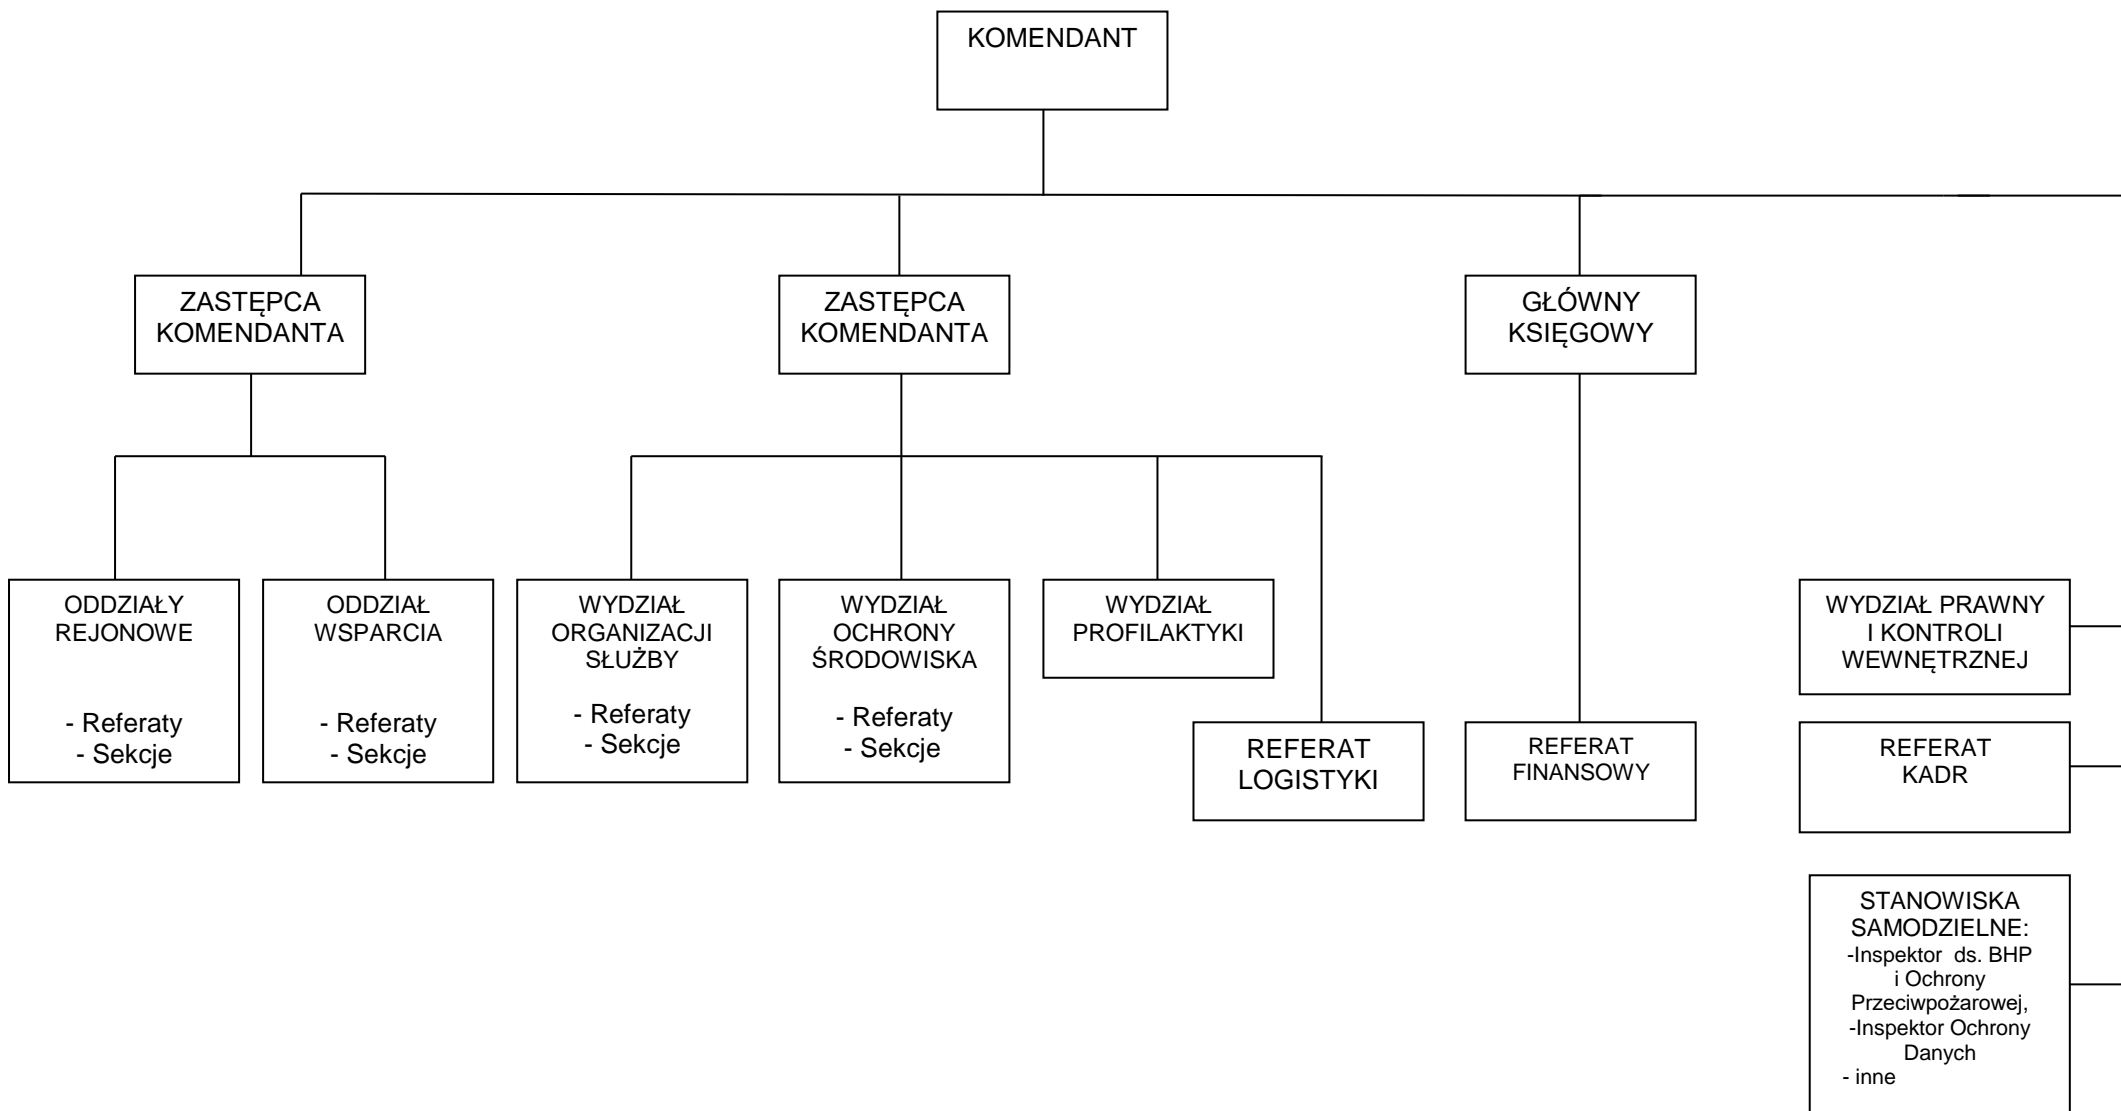 KOMENDANT
ZASTĘPCA
KOMENDANTA
ZASTĘPCA
KOMENDANTA
GŁÓWNY
KSIĘGOWY
ODDZIAŁY
REJONOWE
- Referaty
- Sekcje
ODDZIAŁ
WSPARCIA
- Referaty
- Sekcje
WYDZIAŁ
ORGANIZACJI
SŁUŻBY
- Referaty
- Sekcje
WYDZIAŁ
OCHRONY
ŚRODOWISKA
- Referaty
- Sekcje
WYDZIAŁ
PROFILAKTYKI
REFERAT
LOGISTYKI
REFERAT
FINANSOWY
WYDZIAŁ PRAWNY
I KONTROLI
WEWNĘTRZNEJ
REFERAT
KADR
STANOWISKA
SAMODZIELNE:
-Inspektor ds. BHP
i Ochrony
Przeciwpożarowej,
-Inspektor Ochrony
Danych
- inne